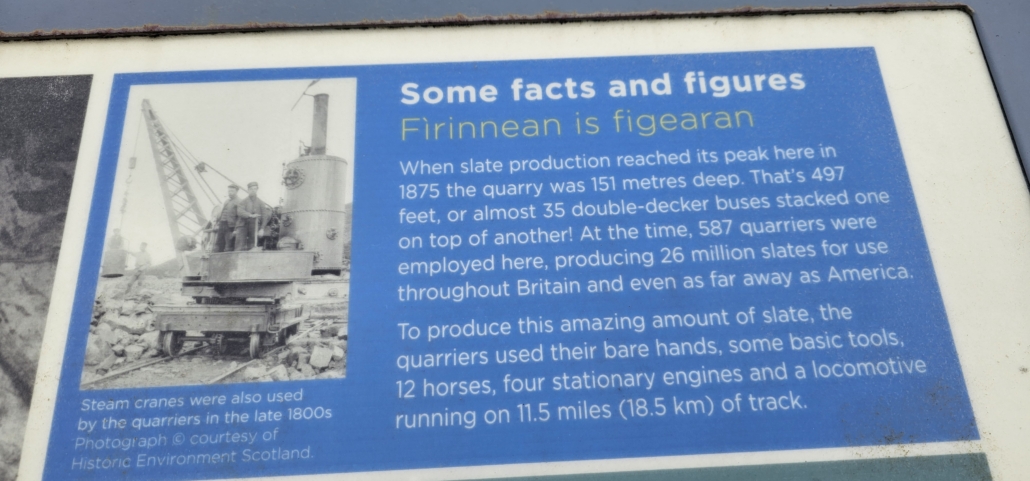 Some facts and figures
Fìrinnean is figearan
When slate production reached its peak here in
1875 the quarry was 151 metres deep. That's 497
feet, or almost 35 double-decker buses stacked one
on top of another! At the time, 587 quarriers were
employed here, producing 26 million slates for use
throughout Britain and even as far away as America.
To produce this amazing amount of slate, the
quarriers used their bare hands, some basic tools,
12 horses, four stationary engines and a locomotive
running on 11.5 miles (18.5 km) of track.
Steam cranes were also used
by the quarriers in the late 1800s
Photograph © courtesy of
Historic Environment Scotland.